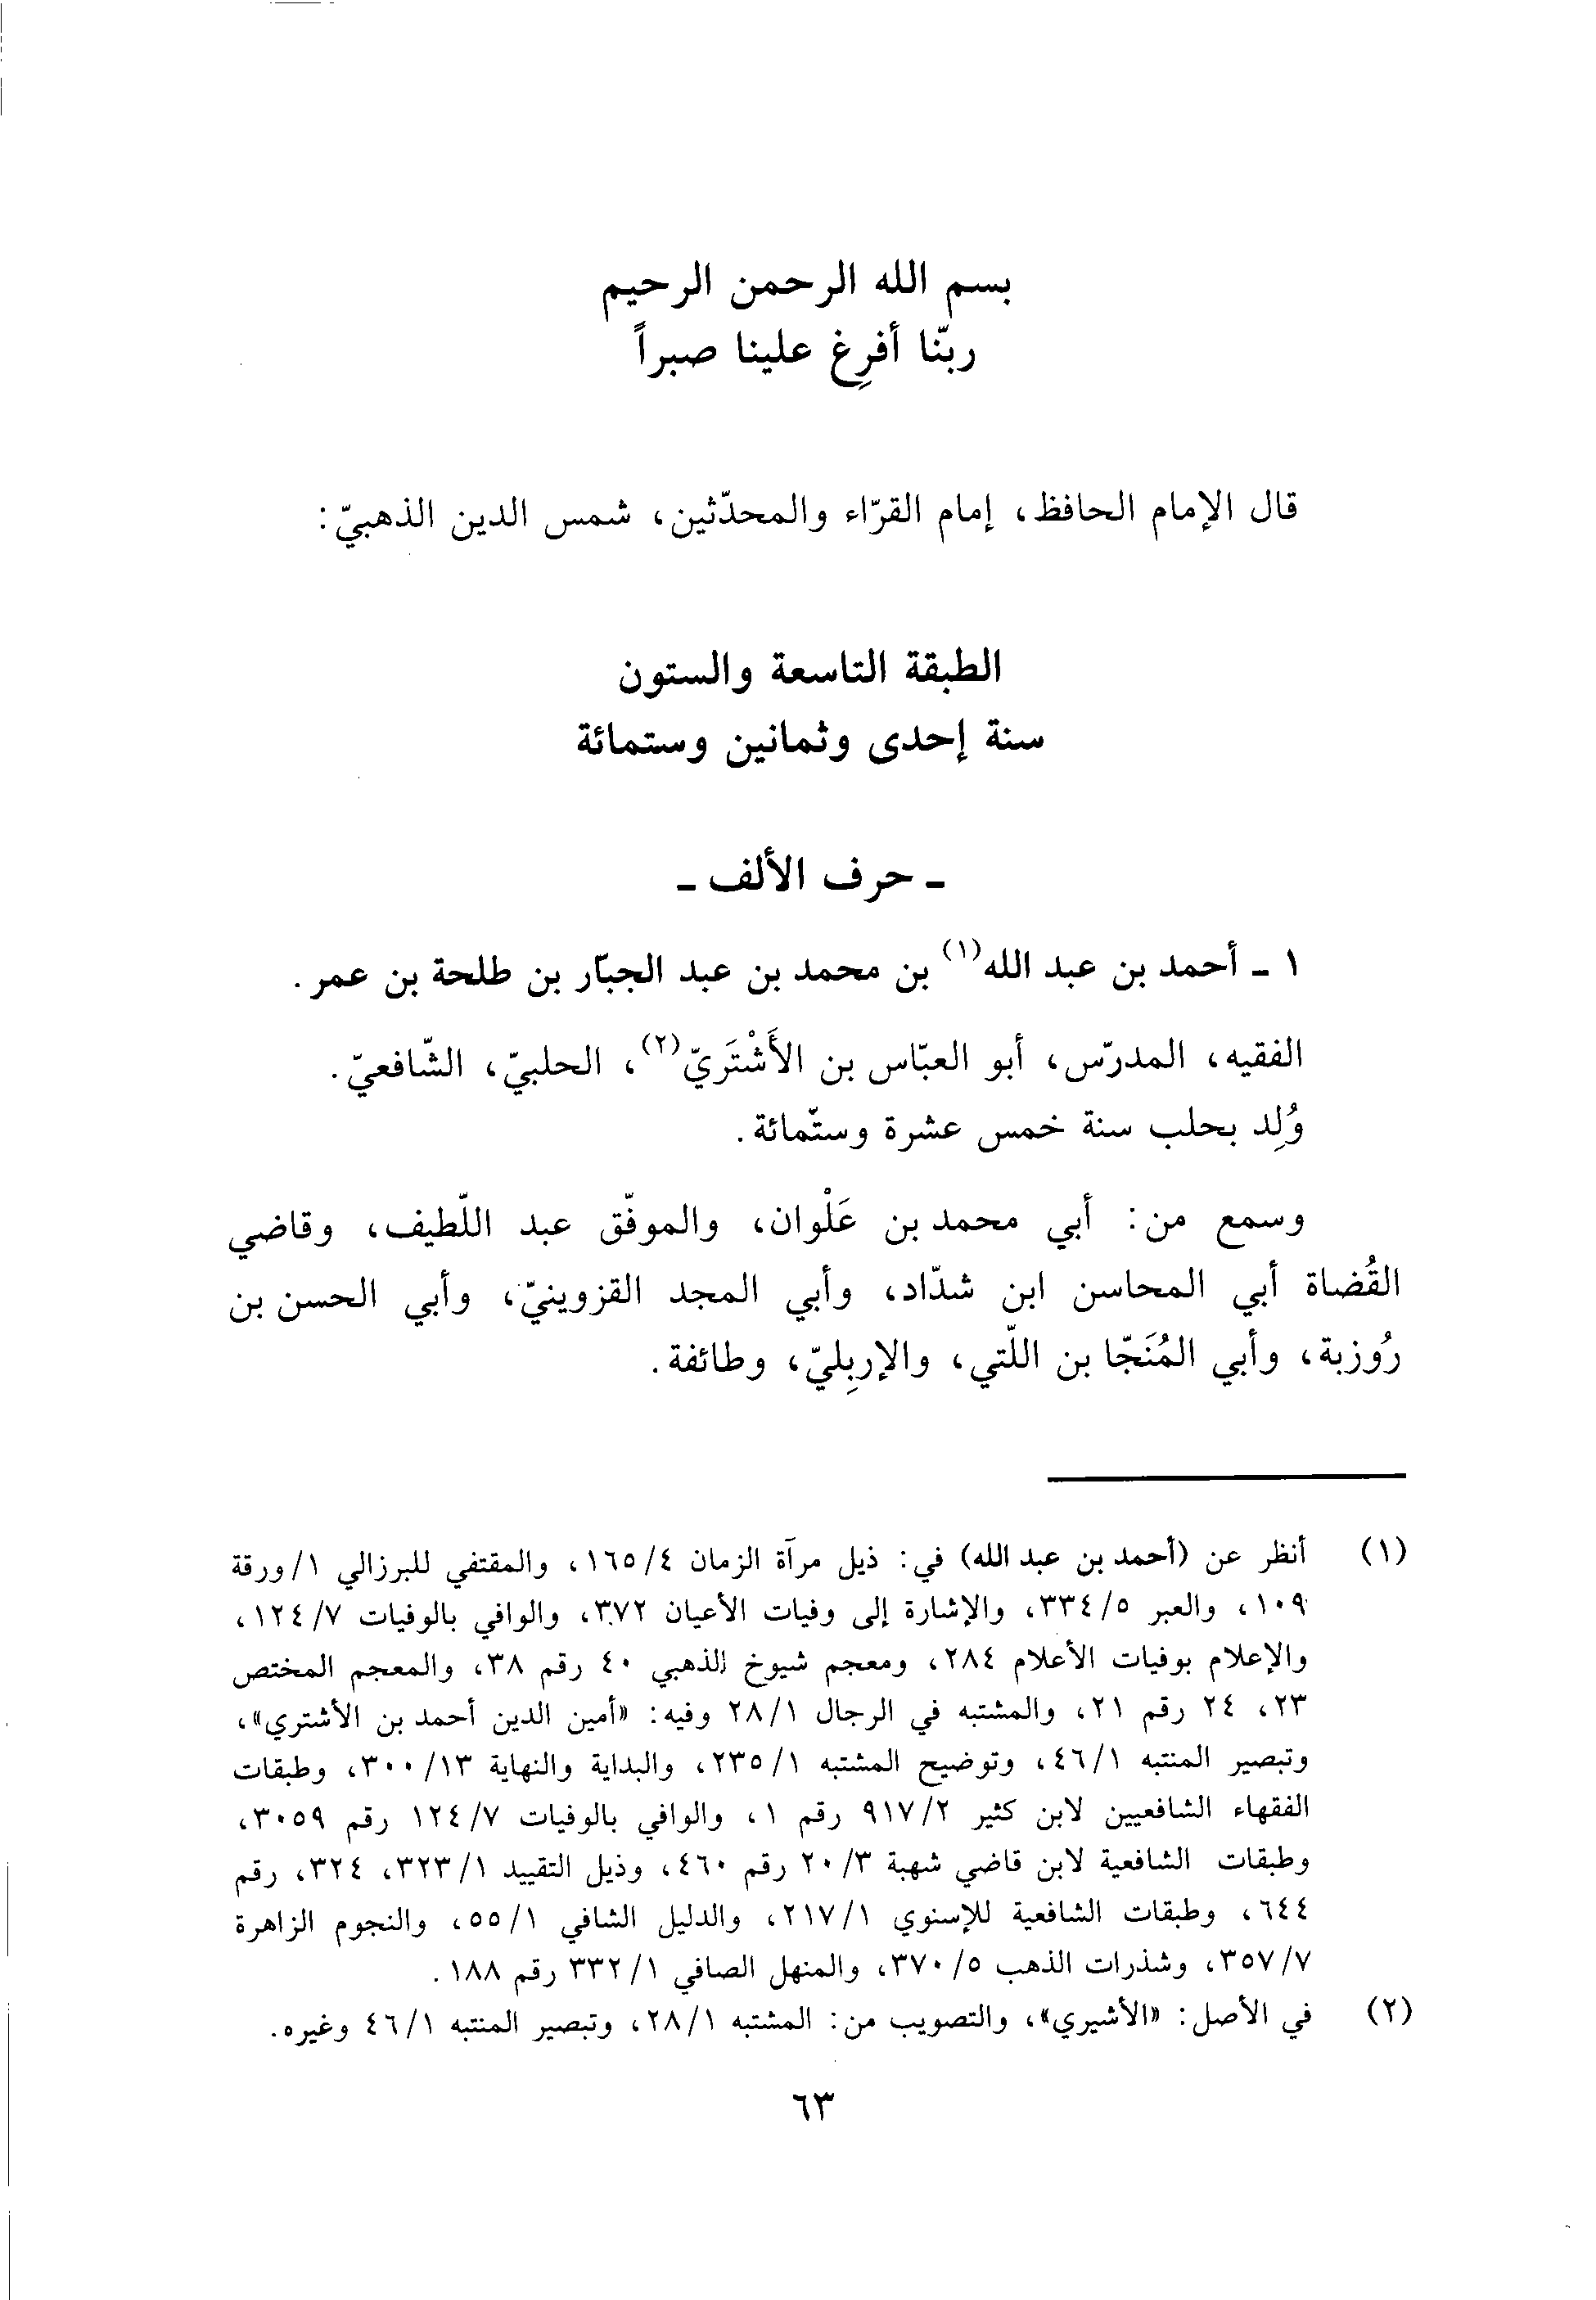 بسم الله الرحمن الرحيم
ربّنا أفرِغ علينا صبراً
قال الإمام الحافظ، إمام القرّاء والمحدّثين، شمس الدين الذهبيّ:
الطبقة التاسعة والستون
سنة إحدى وثمانين وستمائة
ـ حرف الألف ـ
١ ـ أحمد بن عبد الله(١) بن محمد بن عبد الجبّار بن طلحة بن عمر.
الفقيه، المدرّس، أبو العبّاس بن الأَشْتَريّ(٢)، الحلبيّ، الشّافعيّ.
وُلِد بحلب سنة خمس عشرة وستّمائة.
وسمع من: أبي محمد بن عَلْوان، والموفّق عبد اللّطيف، وقاضي
القُضاة أبي المحاسن ابن شدّاد، وأبي المجد القزوينيّ، وأبي الحسن بن
رُوزبة، وأبي المُنَجّا بن اللّتي، والإربِليّ، وطائفة.
(١) أنظر عن (أحمد بن عبد الله) في: ذيل مرآة الزمان ٤/١٦٥، والمقتفي للبرزالي ١/ورقة
١٠٩، والعبر ٥/٣٣٤، والإشارة إلى وفيات الأعيان ٣٧٢، والوافي بالوفيات ٧/١٢٤،
والإعلام بوفيات الأعلام ٢٨٤، ومعجم شيوخ الذهبي ٤٠ رقم ٣٨، والمعجم المختص
٢٣، ٢٤ رقم ٢١، والمشتبه في الرجال ١/٢٨ وفيه: «أمين الدين أحمد بن الأشتري»،
وتبصير المنتبه ١/٤٦، وتوضيح المشتبه ١/٢٣٥، والبداية والنهاية ١٣/٣٠٠، وطبقات
الفقهاء الشافعيين لابن كثير ٢/٩١٧ رقم ١، والوافي بالوفيات ٧/١٢٤ رقم ٣٠٥٩،
وطبقات الشافعية لابن قاضي شهبة ٣/٢٠ رقم ٤٦٠، وذيل التقييد ١/٣٢٣، ٣٢٤، رقم
٦٤٤، وطبقات الشافعية للإسنوي ١/٢١٧، والدليل الشافي ١/٥٥، والنجوم الزاهرة
٧/٣٥٧، وشذرات الذهب ٥/٣٧٠، والمنهل الصافي ١/٣٣٢ رقم ١٨٨.
(٢) في الأصل: «الأشيري»، والتصويب من: المشتبه ١/٢٨، وتبصير المنتبه ١/٤٦ وغيره.
٦٣